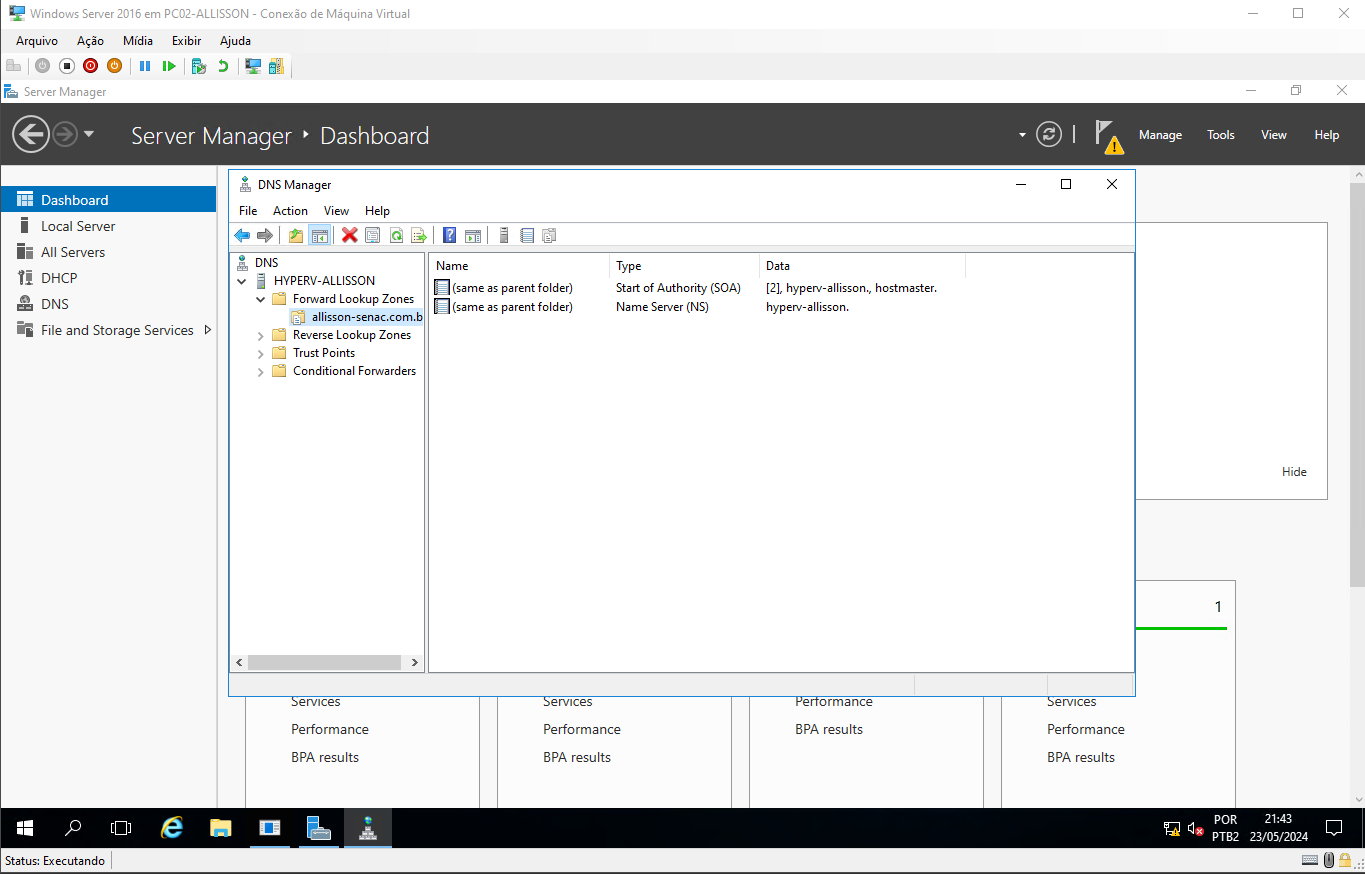 Windows Server 2016 em PC02-ALLISSON - Conexão de Máquina Virtual
Arquivo Ação Mídia Exibir Ajuda
Server Manager
Server Manager Dashboard
Manage Tools View Help
Dashboard
Local Server
All Servers
DHCP
DNS
File and Storage Services
DNS Manager
File Action View Help
DNS
HYPERV-ALLISSON
Forward Lookup Zones
allisson-senac.com.b
Reverse Lookup Zones
Trust Points
Conditional Forwarders
Name Type Data
(same as parent folder) Start of Authority (SOA) [2], hyperv-allisson., hostmaster.
(same as parent folder) Name Server (NS) hyperv-allisson.
Hide
1
Services Services Performance Services
Performance Performance BPA results Performance
BPA results BPA results BPA results
POR 21:43
PTB2 23/05/2024
Status: Executando